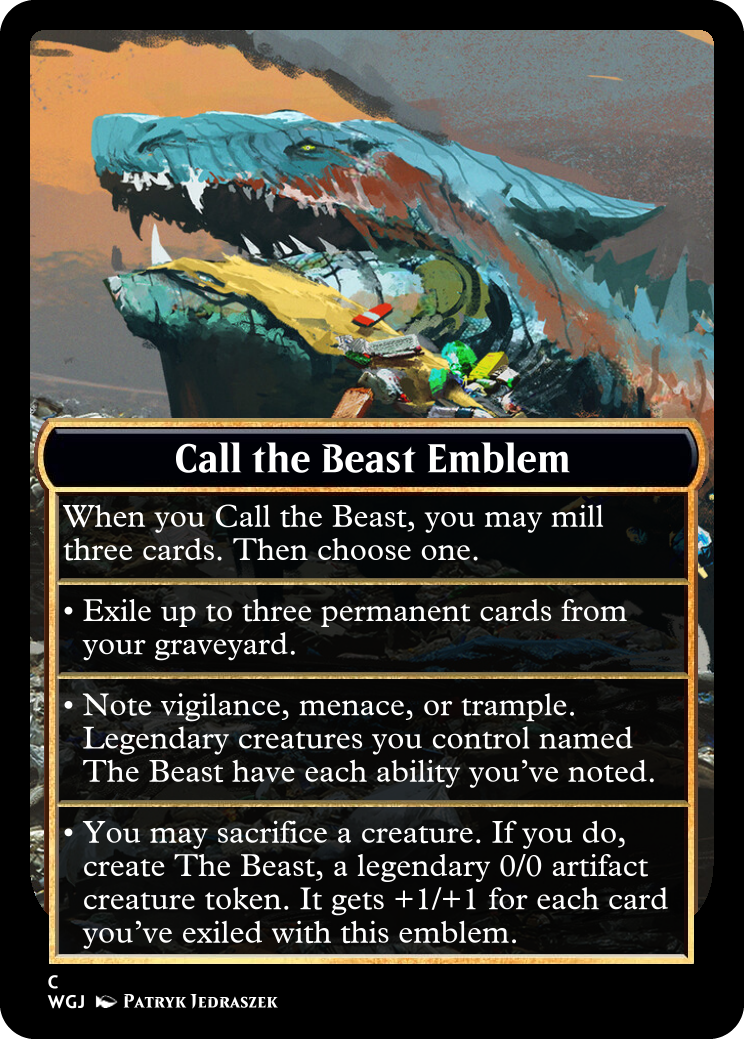 Call the Beast Emblem
When you Call the Beast, you may mill
three cards. Then choose one.
• Exile up to three permanent cards from
your graveyard.
• Note vigilance, menace, or trample.
Legendary creatures you control named
The Beast have each ability you’ve noted.
• You may sacrifice a creature. If you do,
create The Beast, a legendary 0/0 artifact
creature token. It gets +1/+1 for each card
you’ve exiled with this emblem.
C
WGJ Patryk Jedraszek